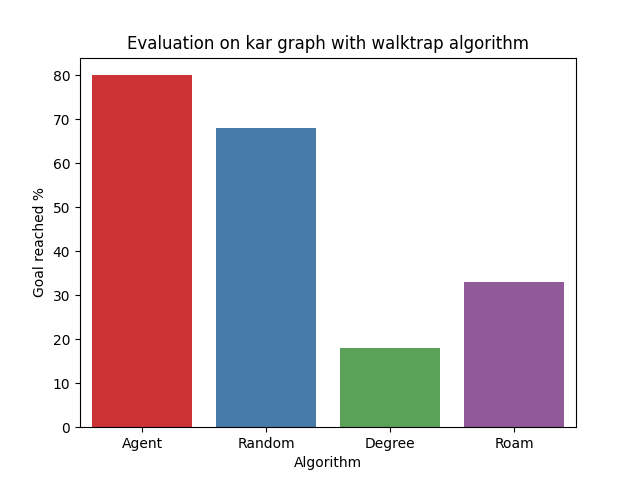 Evaluation on kar graph with walktrap algorithm
80
70
60
50
40
30
20
10
0
Goal reached %
Agent Random Degree Roam
Algorithm